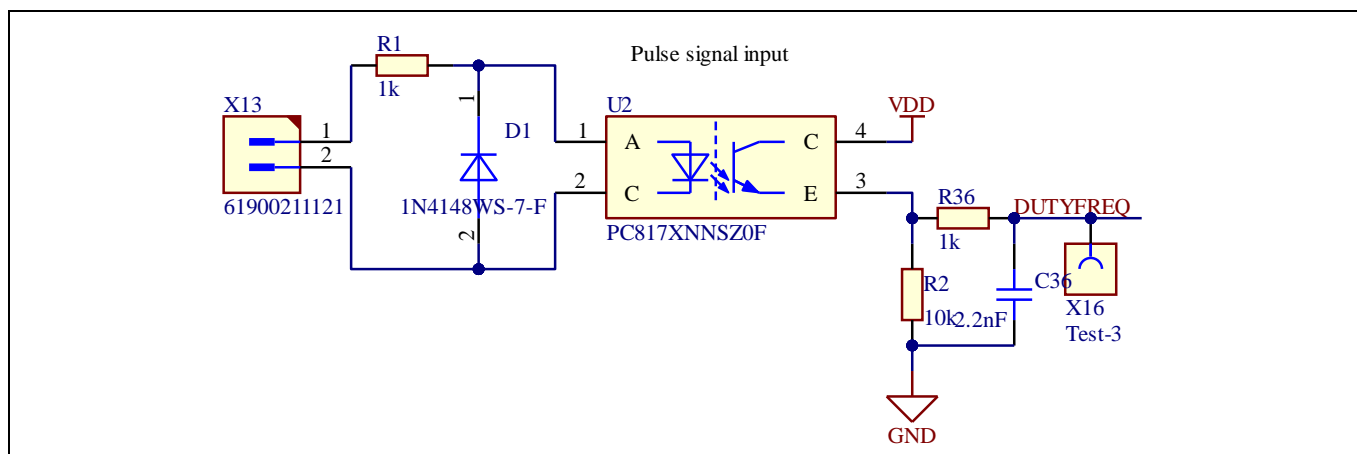 Pulse signal input
R1
1k
X13
1
2
61900211121
1
D1
1N4148WS-7-F
2
U2
1
A
C
4
2
C
E
3
PC817XNNSZ0F
VDD
R36
1k
DUTYFREQ
R2
10k
C36
2.2nF
X16
Test-3
GND